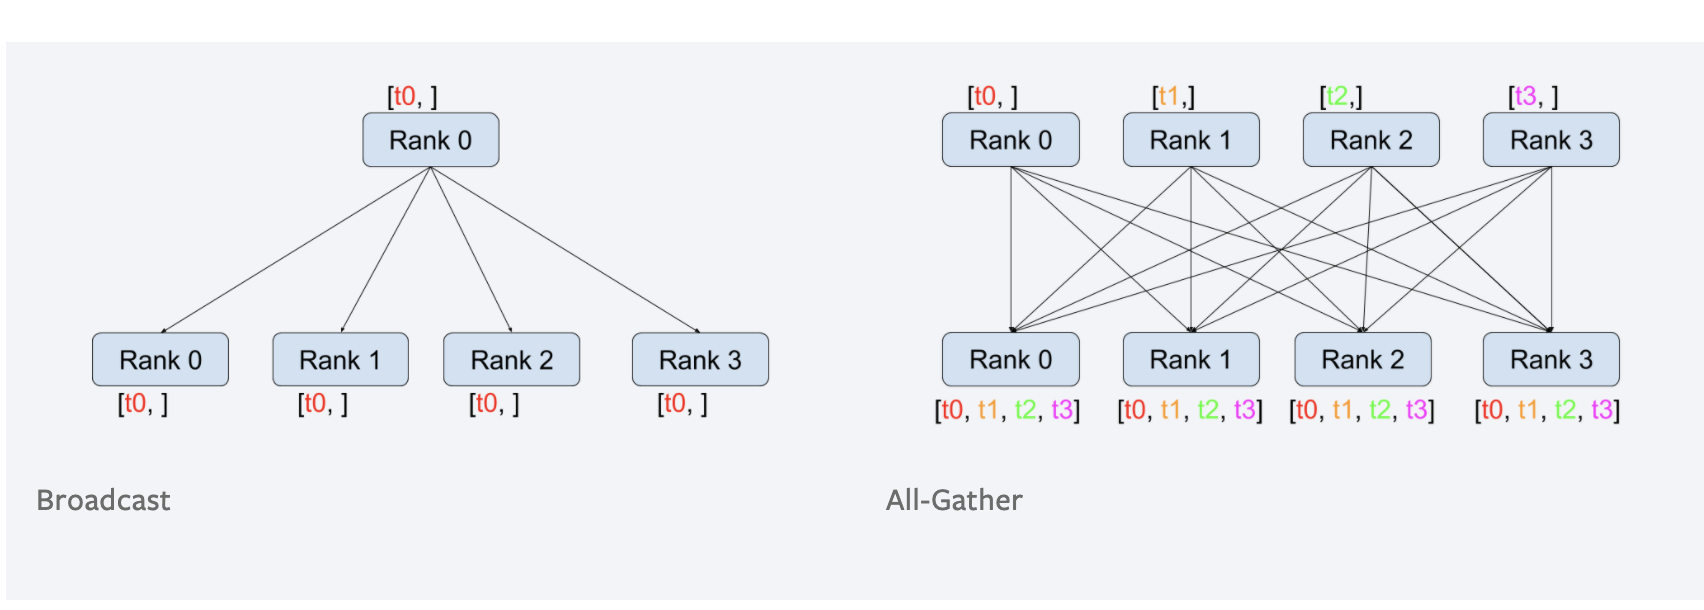 [t0, ]
Rank 0
Rank 0 Rank 1 Rank 2 Rank 3
[t0, ] [t0, ] [t0, ] [t0, ]
Broadcast
[t0, ] [t1,] [t2,] [t3, ]
Rank 0 Rank 1 Rank 2 Rank 3
Rank 0 Rank 1 Rank 2 Rank 3
[t0, t1, t2, t3] [t0, t1, t2, t3] [t0, t1, t2, t3] [t0, t1, t2, t3]
All-Gather